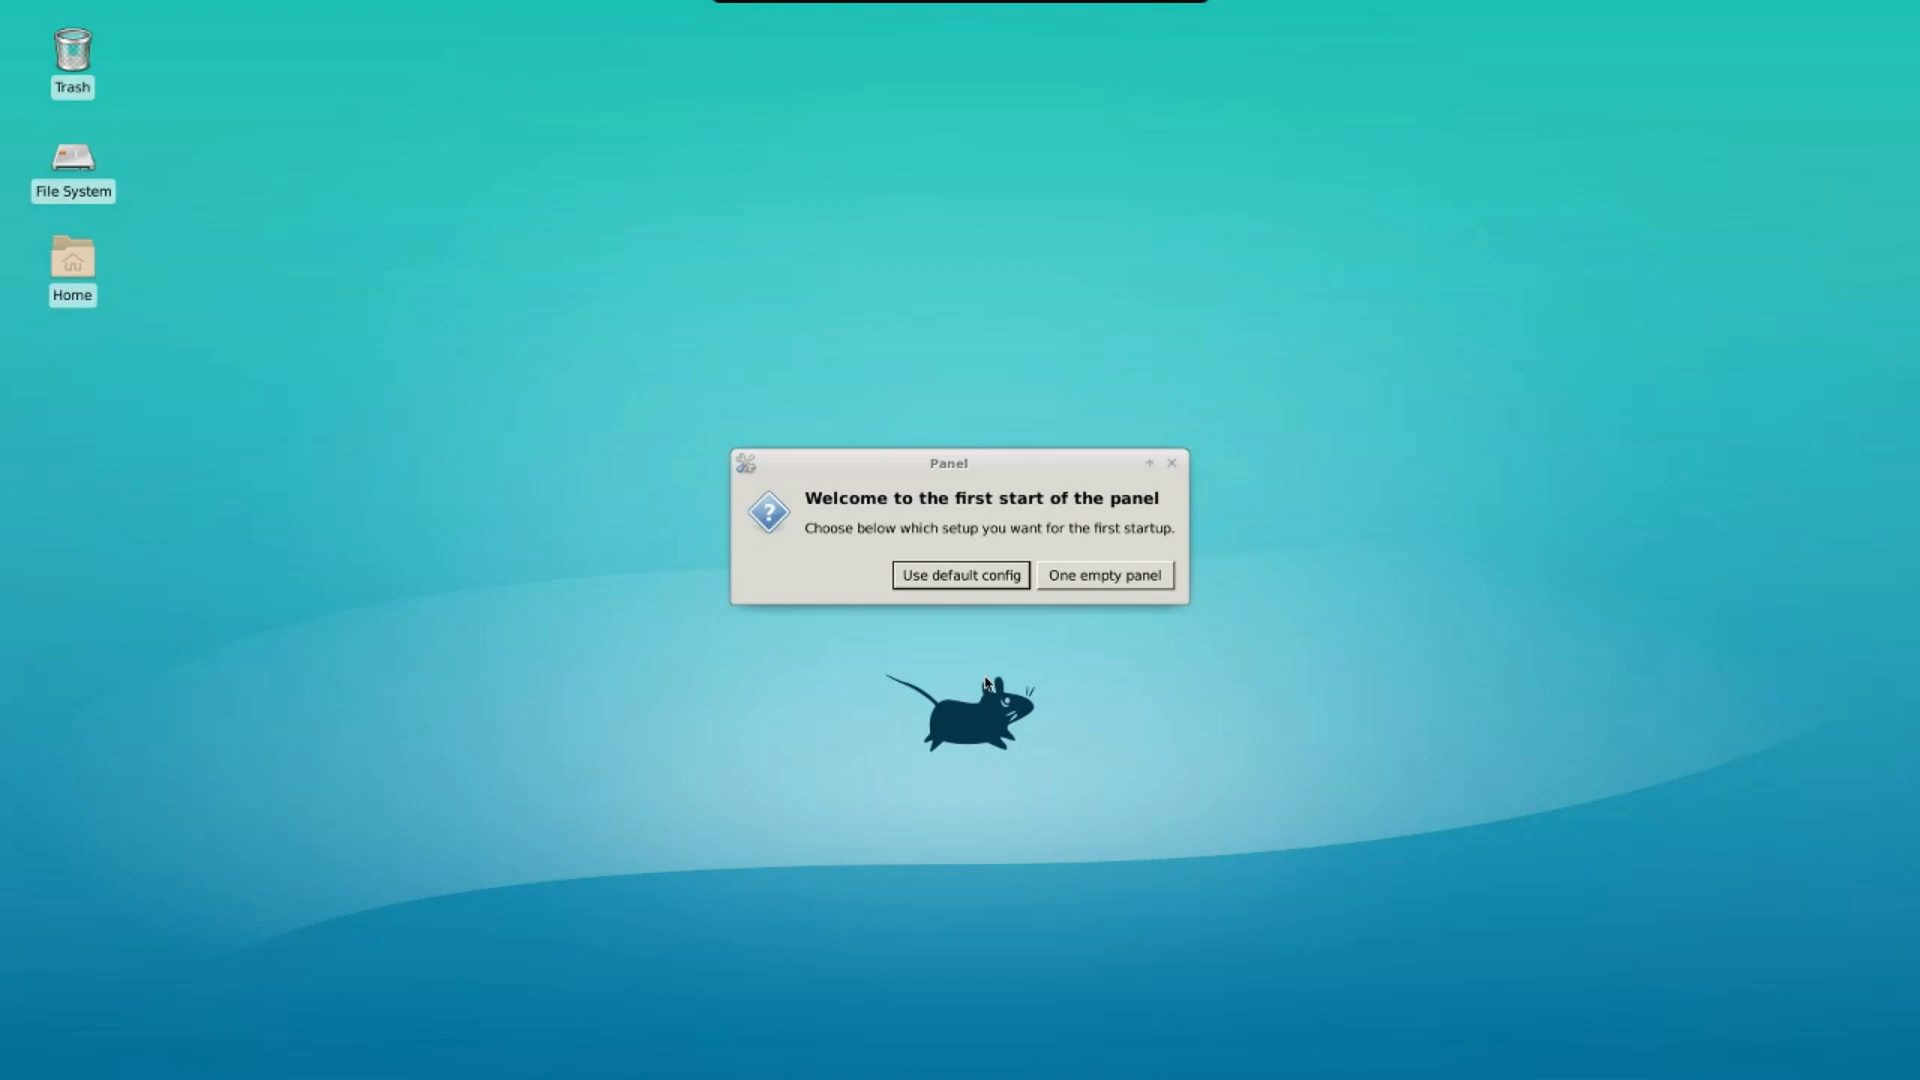 Trash
File System
Home
Panel
Welcome to the first start of the panel
Choose below which setup you want for the first startup.
Use default config
One empty panel